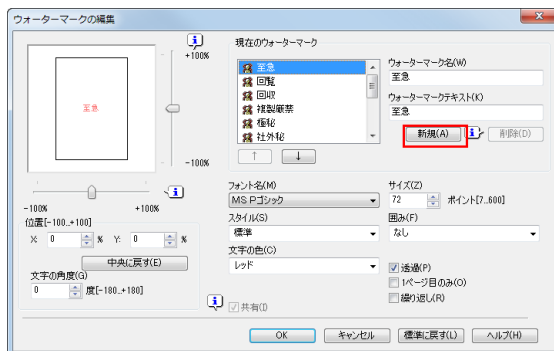 ウォーターマークの編集
+100%
至急
-100%
-100%
+100%
位置[-100..+100]
X: 0 % Y: 0 %
中央に戻す(E)
文字の角度(G)
0 度[-180..+180]
現在のウォーターマーク
至急
回覧
回収
複製厳禁
極秘
社外秘
↑ ↓
ウォーターマーク名(W)
至急
ウォーターマークテキスト(K)
至急
新規(A) 削除(D)
フォント名(M)
MS Pゴシック
サイズ(Z)
72 ポイント[7..600]
スタイル(S)
標準
囲み(F)
なし
文字の色(C)
レッド
透過(P)
1ページ目のみ(O)
繰り返し(R)
共有(I)
OK キャンセル 標準に戻す(L) ヘルプ(H)